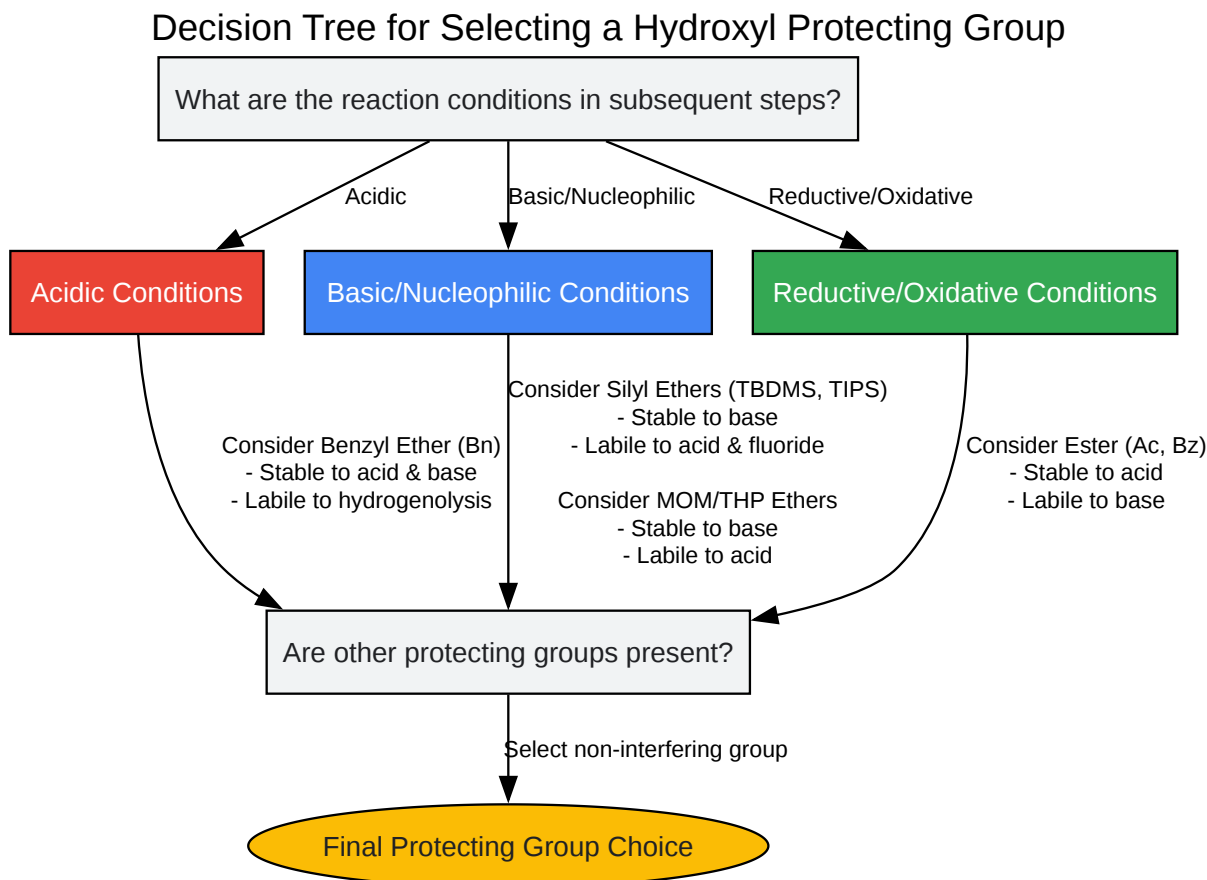 Decision Tree for Selecting a Hydroxyl Protecting Group
What are the reaction conditions in subsequent steps?
Acidic
Basic/Nucleophilic
Reductive/Oxidative
Acidic Conditions
Basic/Nucleophilic Conditions
Reductive/Oxidative Conditions
Consider Benzyl Ether (Bn)
- Stable to acid & base
- Labile to hydrogenolysis
Consider Silyl Ethers (TBDMS, TIPS)
- Stable to base
- Labile to acid & fluoride
Consider MOM/THP Ethers
- Stable to base
- Labile to acid
Consider Ester (Ac, Bz)
- Stable to acid
- Labile to base
Are other protecting groups present?
Select non-interfering group
Final Protecting Group Choice